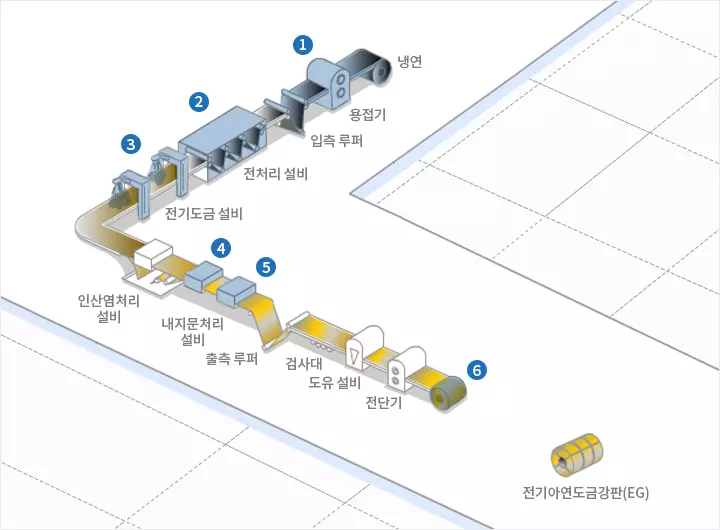 1
냉연
용접기
2
입측 루퍼
3
전처리 설비
전기도금 설비
4
5
인산염처리
설비
내지문처리
설비
출측 루퍼
검사대
도유 설비
6
전단기
전기아연도금강판(EG)